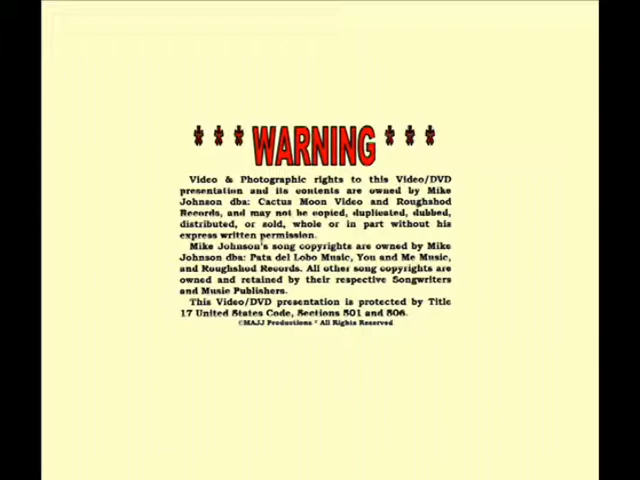 * * * WARNING * * *
Video & Photographic rights to this Video/DVD
presentation and its contents are owned by Mike
Johnson dba: Cactus Moon Video and Roughshod
Records, and may not be copied, duplicated, dubbed,
distributed, or sold, whole or in part without his
express written permission.
Mike Johnson's song copyrights are owned by Mike
Johnson dba: Pata del Lobo Music, You and Me Music,
and Roughshod Records. All other song copyrights are
owned and retained by their respective Songwriters
and Music Publishers.
This Video/DVD presentation is protected by Title
17 United States Code, Sections 501 and 506.
©MAJJ Productions * All Rights Reserved